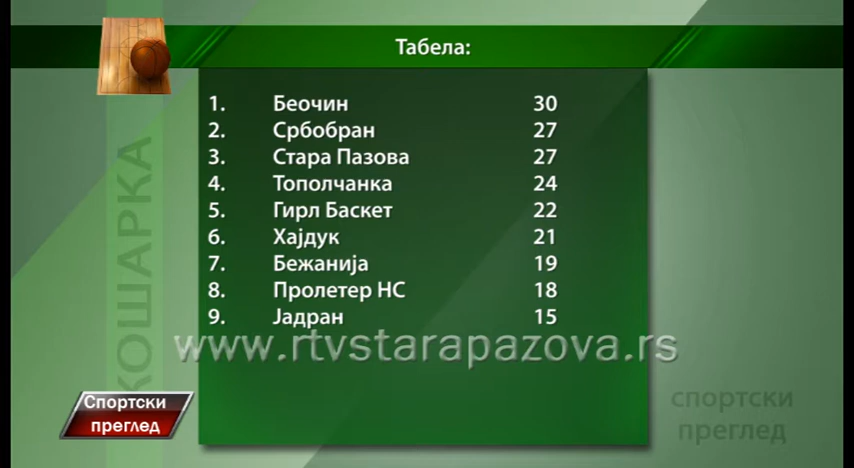 Табела:
1. Беочин 30
2. Србобран 27
3. Стара Пазова 27
4. Тополчанка 24
5. Гирл Баскет 22
6. Хајдук 21
7. Бежанија 19
8. Пролетер НС 18
9. Јадран 15
www.rtvstarapazova.rs
КОШАРКА
Спортски
преглед
спортски
преглед